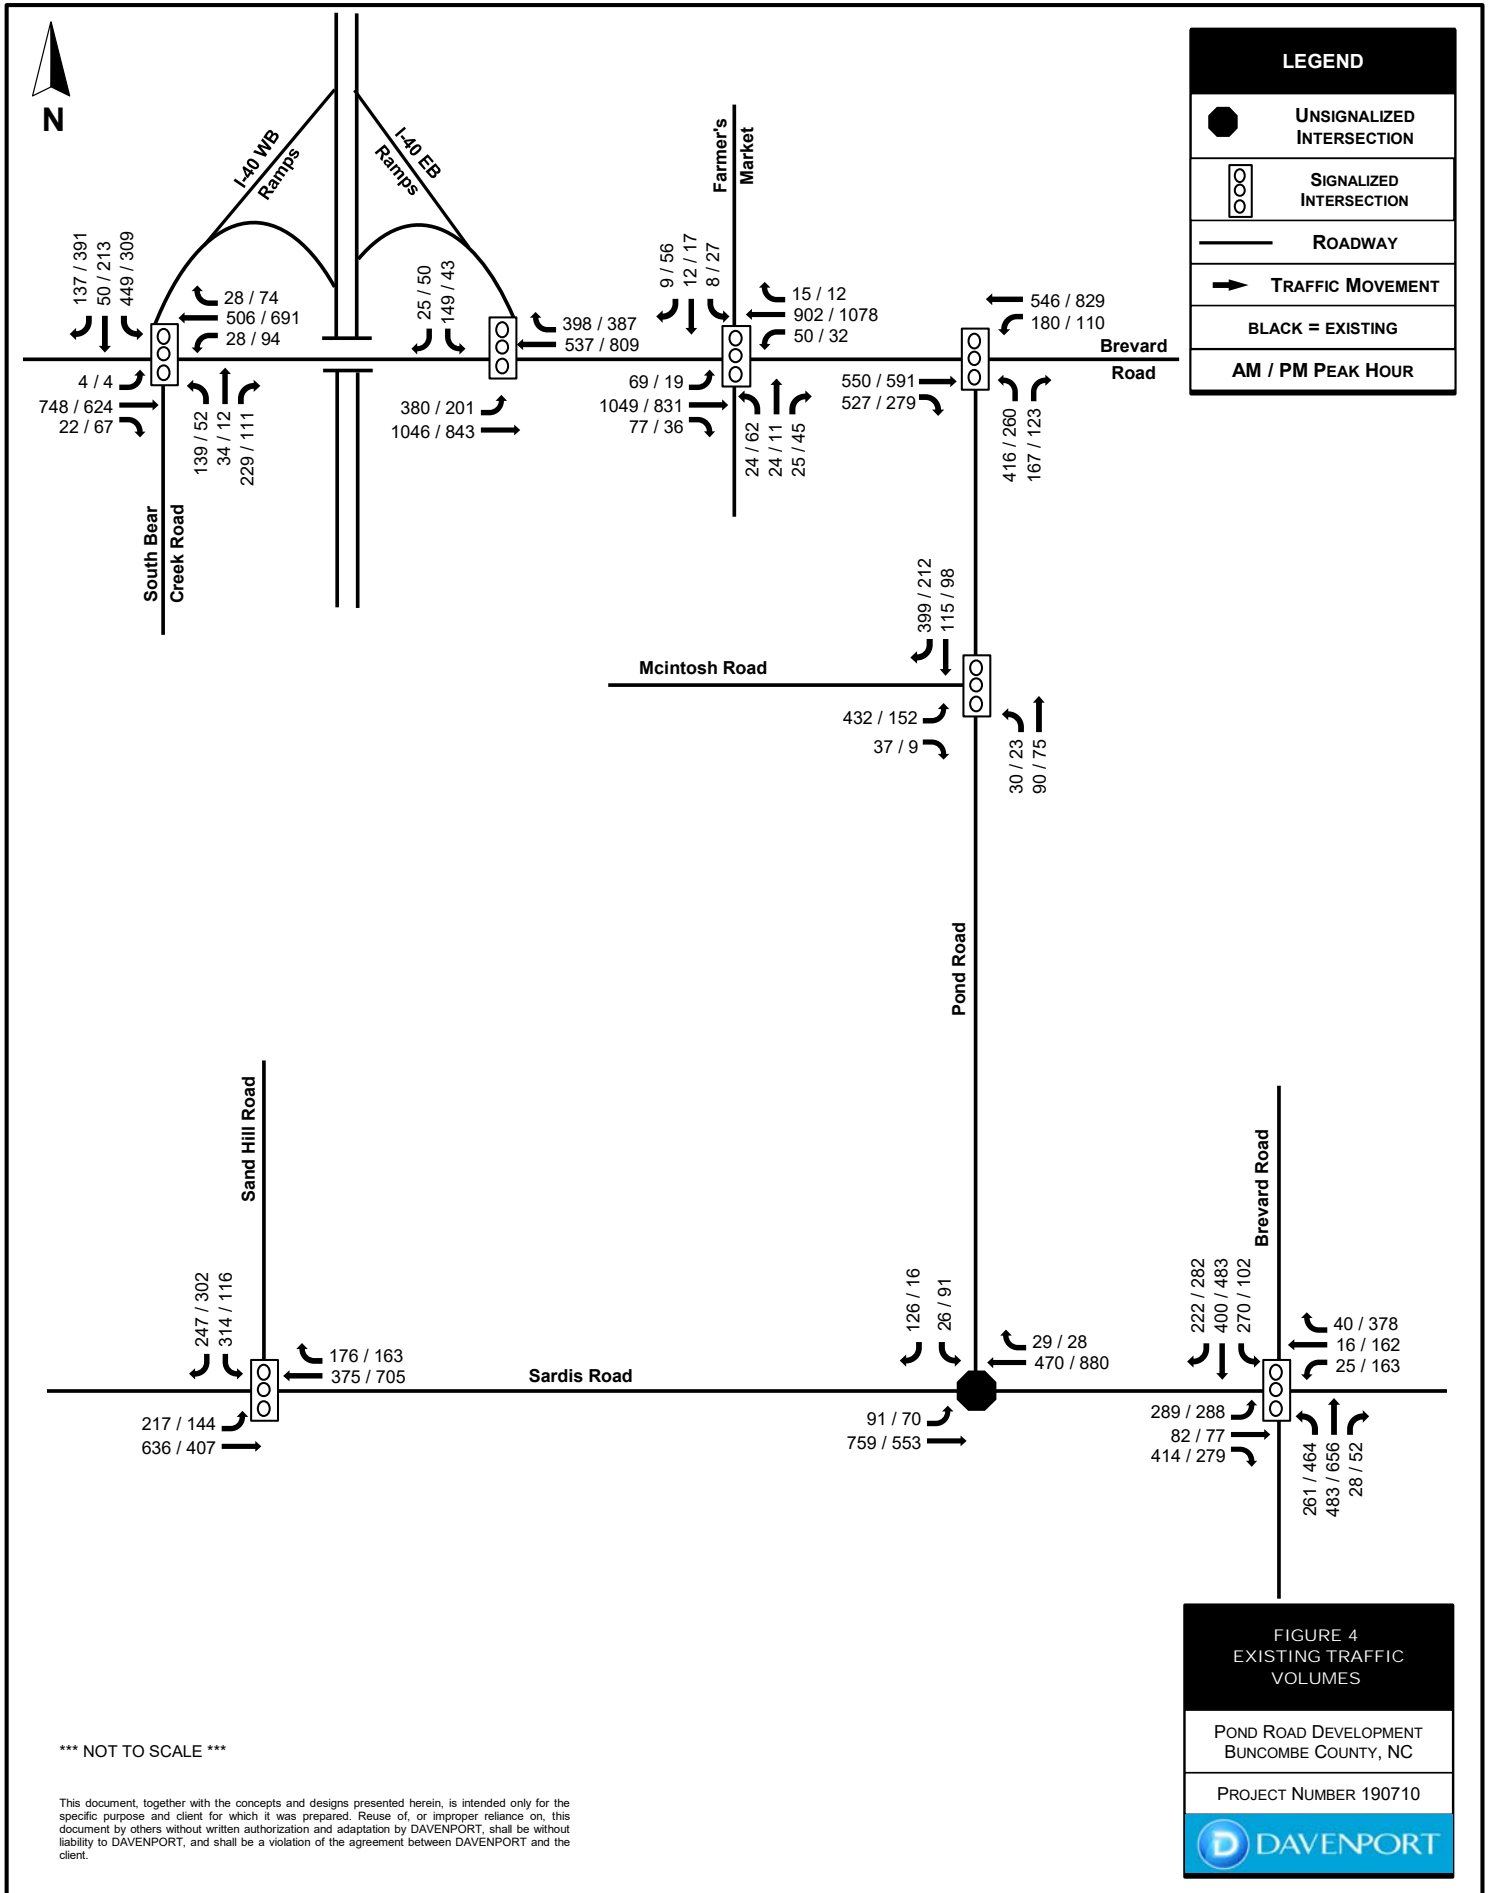 N
LEGEND
UNSIGNALIZED
INTERSECTION
SIGNALIZED
INTERSECTION
ROADWAY
TRAFFIC MOVEMENT
BLACK = EXISTING
AM / PM PEAK HOUR
I-40 WB
Ramps
I-40 EB
Ramps
Farmer's
Market
137 / 391
50 / 213
449 / 309
28 / 74
506 / 691
28 / 94
4 / 4
748 / 624
22 / 67
139 / 52
34 / 12
229 / 111
South Bear
Creek Road
25 / 50
149 / 43
398 / 387
537 / 809
380 / 201
1046 / 843
9 / 56
12 / 17
8 / 27
15 / 12
902 / 1078
50 / 32
69 / 19
1049 / 831
77 / 36
24 / 62
24 / 11
25 / 45
546 / 829
180 / 110
Brevard
Road
550 / 591
527 / 279
416 / 260
167 / 123
399 / 212
115 / 98
Mcintosh Road
432 / 152
37 / 9
30 / 23
90 / 75
Pond Road
Sand Hill Road
Brevard Road
247 / 302
314 / 116
176 / 163
375 / 705
217 / 144
636 / 407
Sardis Road
126 / 16
26 / 91
29 / 28
470 / 880
91 / 70
759 / 553
222 / 282
400 / 483
270 / 102
40 / 378
16 / 162
25 / 163
289 / 288
82 / 77
414 / 279
261 / 464
483 / 656
28 / 52
FIGURE 4
EXISTING TRAFFIC
VOLUMES
POND ROAD DEVELOPMENT
BUNCOMBE COUNTY, NC
PROJECT NUMBER 190710
DAVENPORT
*** NOT TO SCALE ***
This document, together with the concepts and designs presented herein, is intended only for the
specific purpose and client for which it was prepared. Reuse of, or improper reliance on, this
document by others without written authorization and adaptation by DAVENPORT, shall be without
liability to DAVENPORT, and shall be a violation of the agreement between DAVENPORT and the
client.